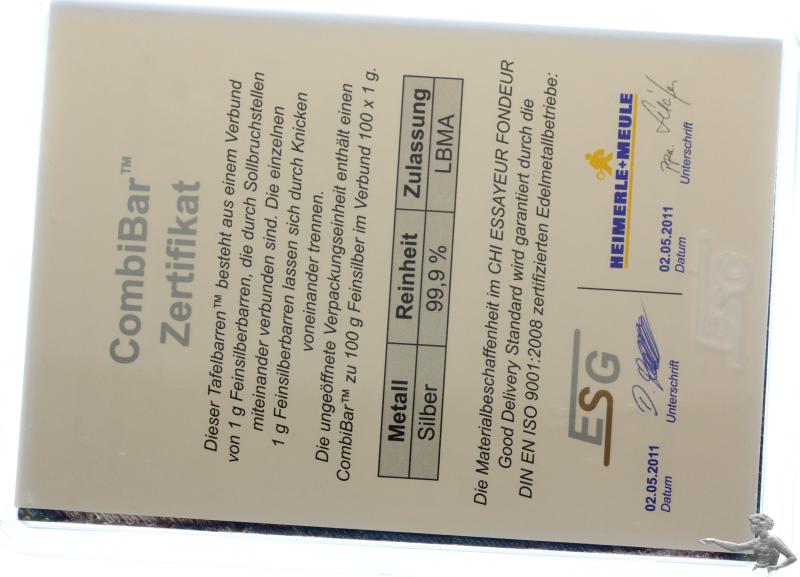 CombiBar™
Zertifikat
Dieser Tafelbarren™ besteht aus einem Verbund
von 1 g Feinsilberbarren, die durch Sollbruchstellen
miteinander verbunden sind. Die einzelnen
1 g Feinsilberbarren lassen sich durch Knicken
voneinander trennen.
Die ungeöffnete Verpackungseinheit enthält einen
CombiBar™ zu 100 g Feinsilber im Verbund 100 x 1 g.
Metall Reinheit Zulassung
Silber 99,9 % LBMA
Die Materialbeschaffenheit im CHI ESSAYEUR FONDEUR
Good Delivery Standard wird garantiert durch die
DIN EN ISO 9001:2008 zertifizierten Edelmetallbetriebe:
ESG
HEIMERLE+MEULE
02.05.2011
Datum
Unterschrift
02.05.2011
Datum
ppa.
Unterschrift
ESG